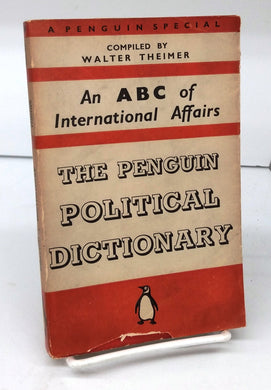 A PENGUIN SPECIAL
COMPILED BY
WALTER THEIMER
An ABC of
International Affairs
THE PENGUIN
POLITICAL
DICTIONARY